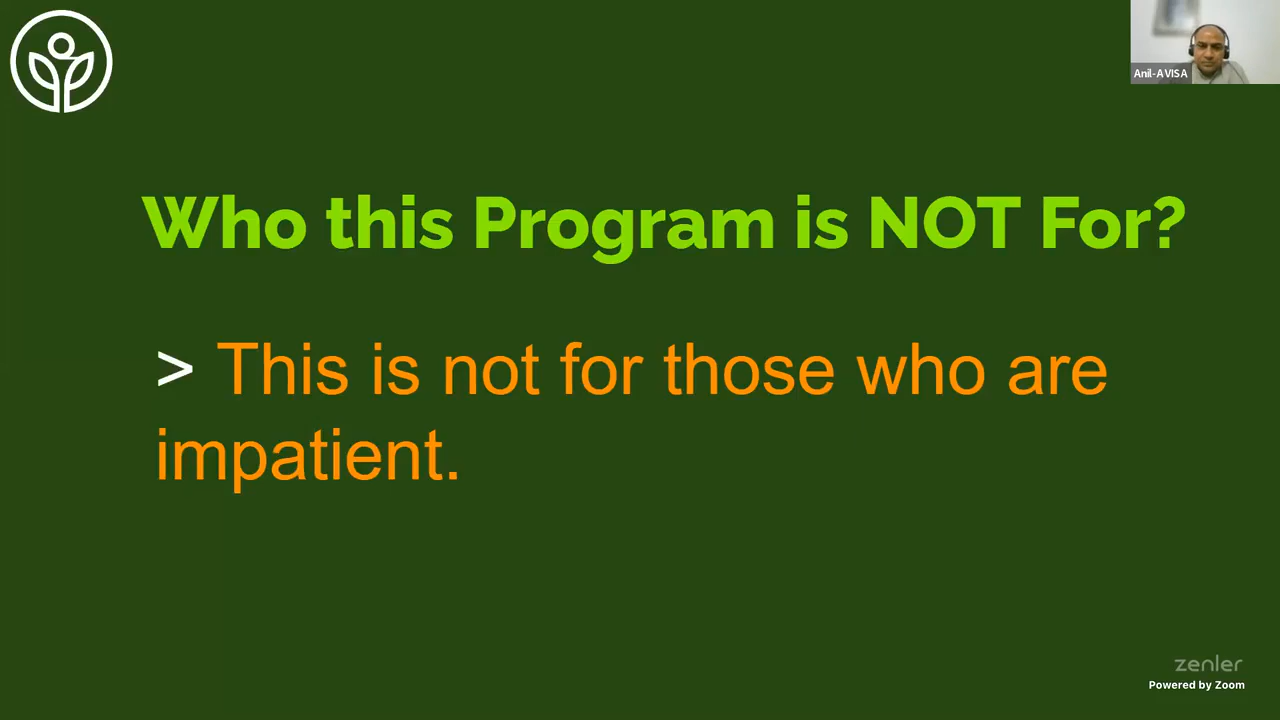 Anil-AVISA
Who this Program is NOT For?
> This is not for those who are
impatient.
zenler
Powered by Zoom